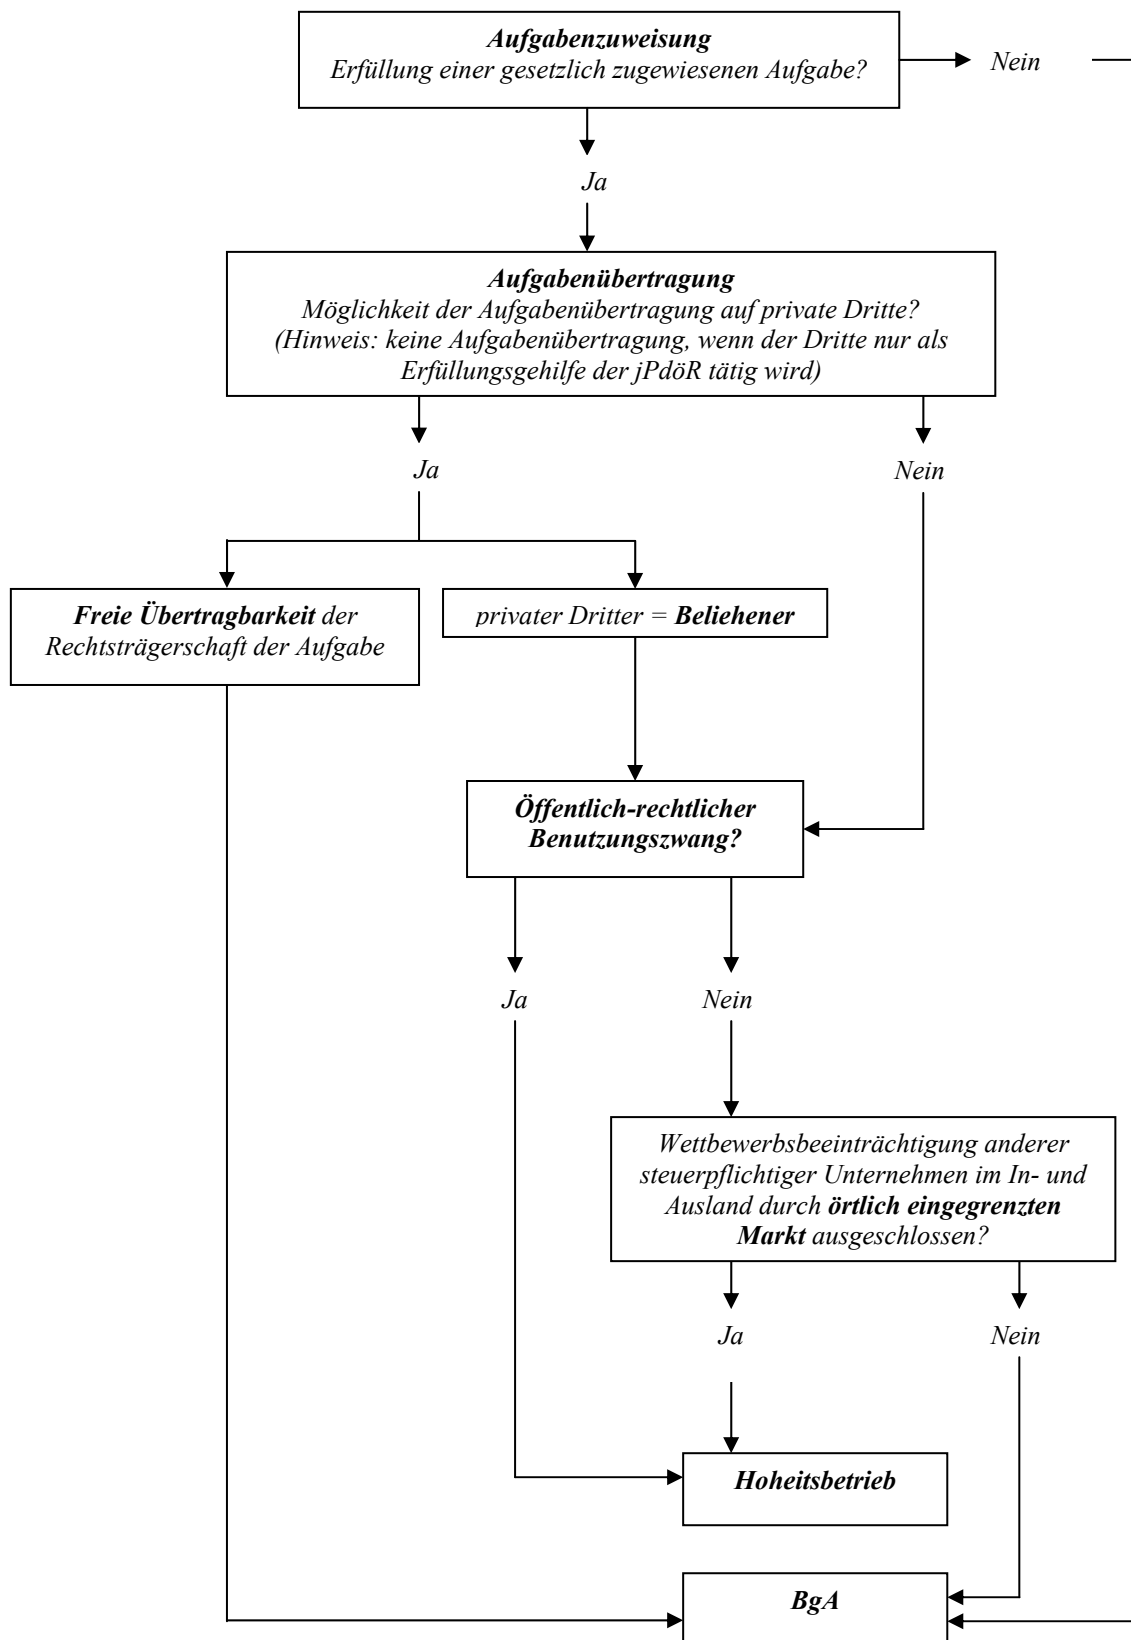 Aufgabenzuweisung
Erfüllung einer gesetzlich zugewiesenen Aufgabe?
Nein
Ja
Aufgabenübertragung
Möglichkeit der Aufgabenübertragung auf private Dritte?
(Hinweis: keine Aufgabenübertragung, wenn der Dritte nur als
Erfüllungsgehilfe der jPdöR tätig wird)
Ja
Nein
Freie Übertragbarkeit der
Rechtsträgerschaft der Aufgabe
privater Dritter = Beliehener
Öffentlich-rechtlicher
Benutzungszwang?
Ja
Nein
Wettbewerbsbeeinträchtigung anderer
steuerpflichtiger Unternehmen im In- und
Ausland durch örtlich eingegrenzten
Markt ausgeschlossen?
Ja
Nein
Hoheitsbetrieb
BgA